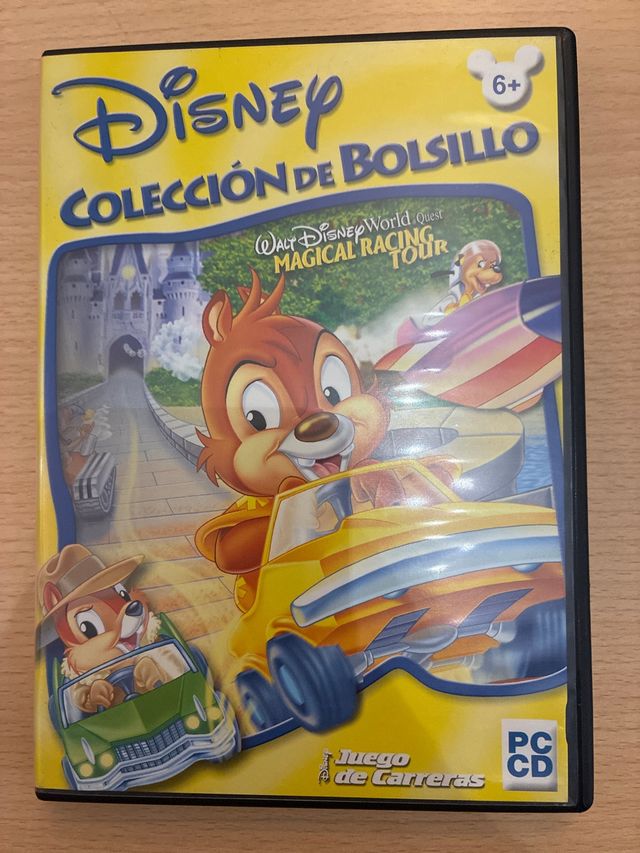 Disney
6+
COLECCIÓN DE BOLSILLO
WALT DISNEY World Quest
MAGICAL RACING
TOUR
Disney Juego
de Carreras
PC
CD